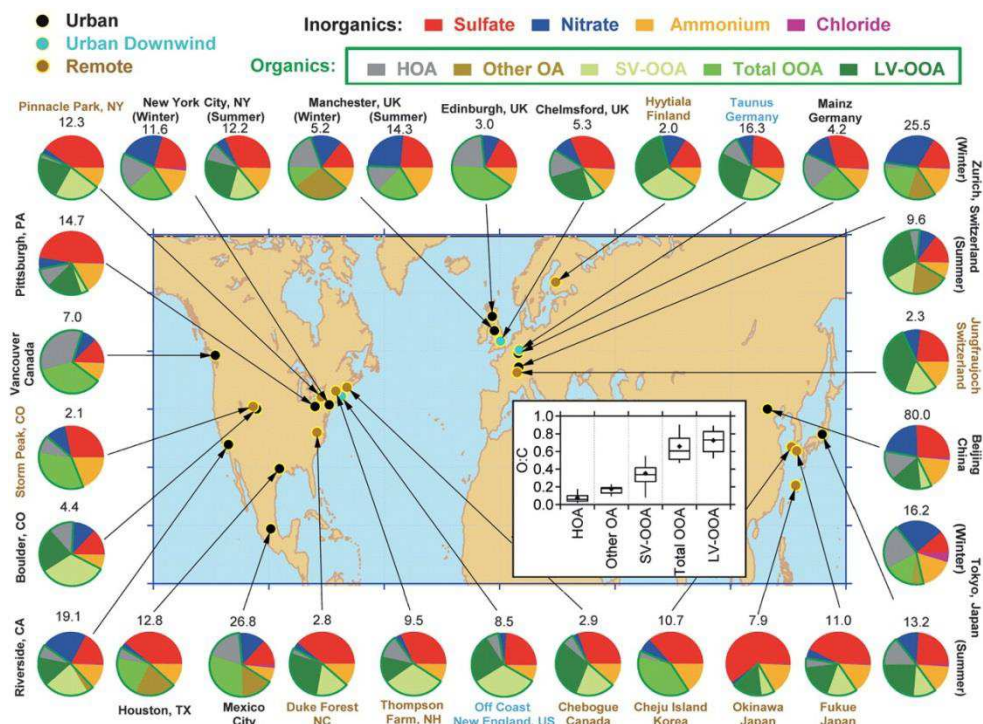 Urban
Urban Downwind
Remote
Inorganics: Sulfate Nitrate Ammonium Chloride
Organics: HOA Other OA SV-OOA Total OOA LV-OOA
Pinnacle Park, NY
12.3
New York City, NY
(Winter) (Summer)
11.6 12.2
Manchester, UK
(Winter) (Summer)
5.2 14.3
Edinburgh, UK
3.0
Chelmsford, UK
5.3
Hyytiala
Finland
2.0
Taunus
Germany
16.3
Mainz
Germany
4.2
Zurich, Switzerland
(Winter) (Summer)
25.5
9.6
Pittsburgh, PA
14.7
Vancouver
Canada
7.0
Jungfraujoch
Switzerland
2.3
Storm Peak, CO
2.1
Beijing
China
80.0
Boulder, CO
4.4
Tokyo, Japan
(Winter) (Summer)
16.2
13.2
O:C
1.0
0.8
0.6
0.4
0.2
0.0
HOA
Other OA
SV-OOA
Total OOA
LV-OOA
Riverside, CA
19.1
12.8
Houston, TX
26.8
Mexico
City
2.8
Duke Forest
NC
9.5
Thompson
Farm, NH
8.5
Off Coast
New England, US
2.9
Chebogue
Canada
10.7
Cheju Island
Korea
7.9
Okinawa
Japan
11.0
Fukue
Japan